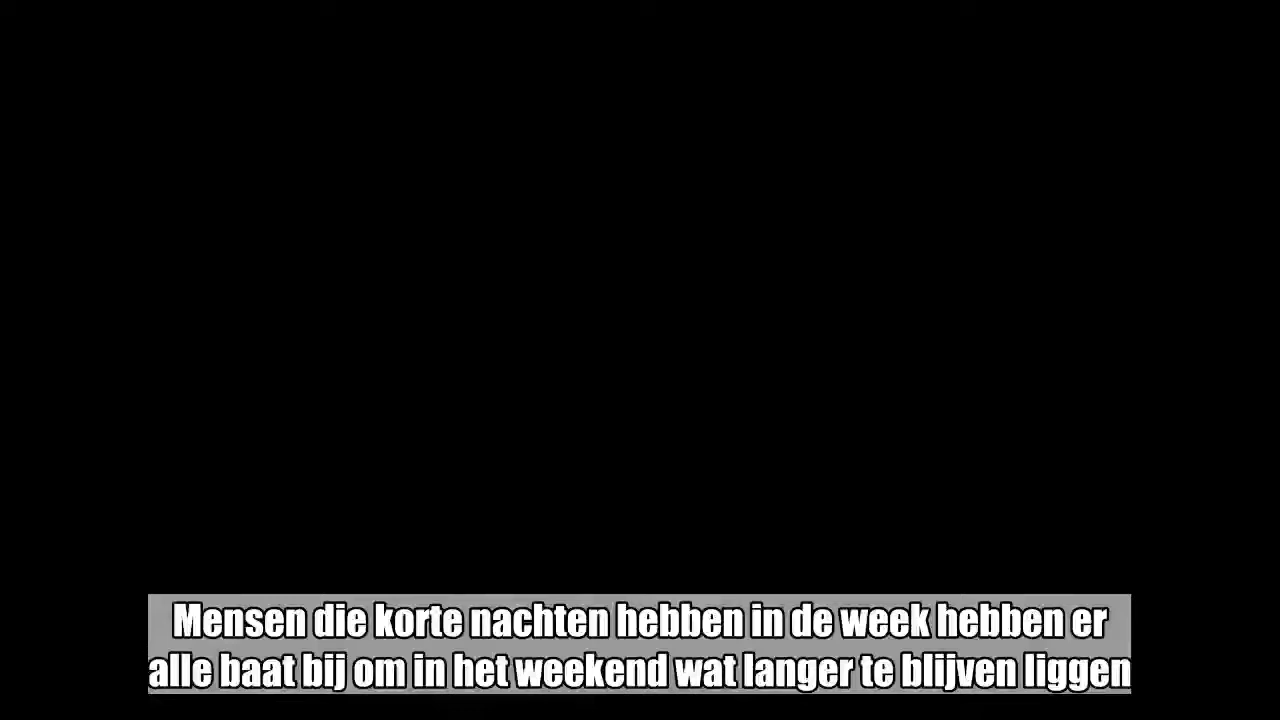 Mensen die korte nachten hebben in de week hebben er
alle baat bij om in het weekend wat langer te blijven liggen